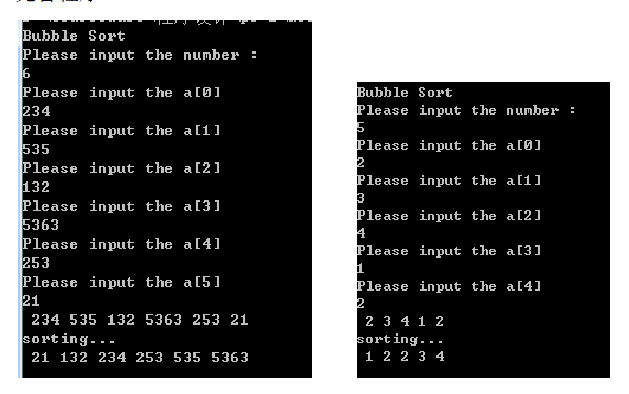 Bubble Sort
Please input the number :
6
Please input the a[0]
234
Please input the a[1]
535
Please input the a[2]
132
Please input the a[3]
5363
Please input the a[4]
253
Please input the a[5]
21
234 535 132 5363 253 21
sorting...
21 132 234 253 535 5363
Bubble Sort
Please input the number :
5
Please input the a[0]
2
Please input the a[1]
3
Please input the a[2]
4
Please input the a[3]
1
Please input the a[4]
2
2 3 4 1 2
sorting...
1 2 2 3 4